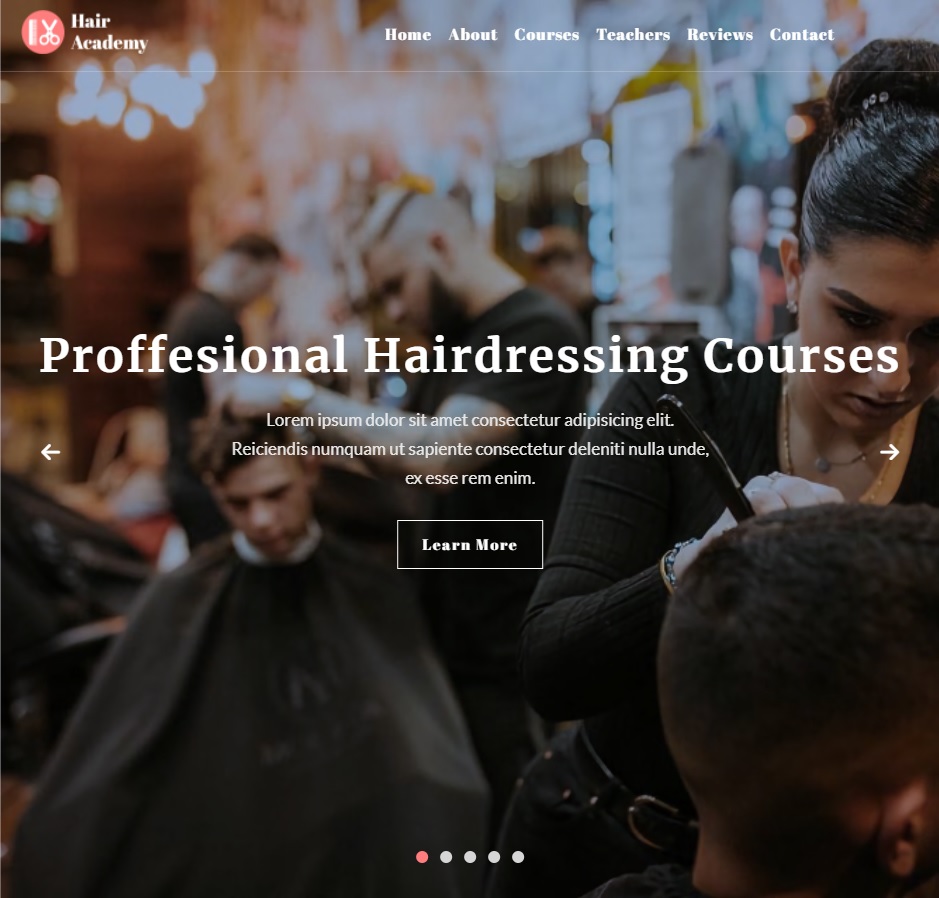 Hair
Academy
Home About Courses Teachers Reviews Contact
Proffesional Hairdressing Courses
Lorem ipsum dolor sit amet consectetur adipisicing elit.
Reiciendis numquam ut sapiente consectetur deleniti nulla unde,
ex esse rem enim.
Learn More